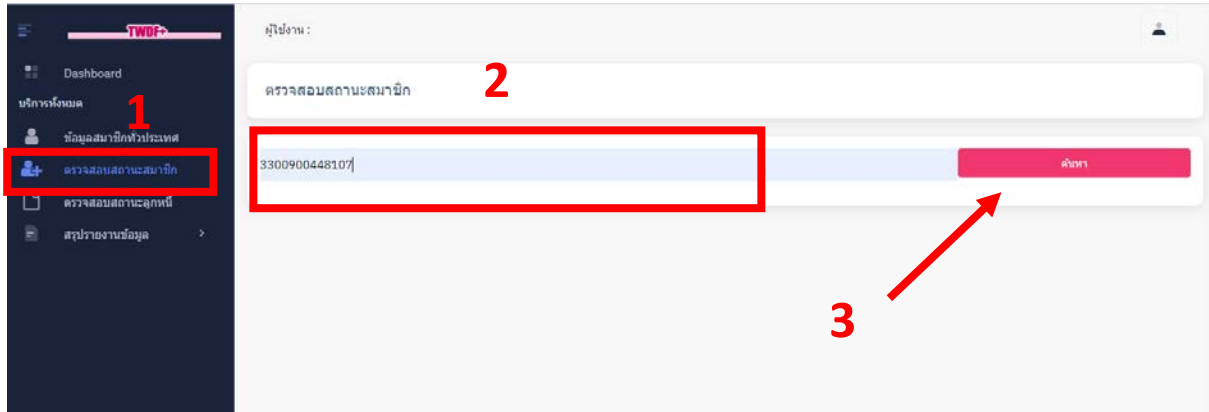 TWDF+
ผู้ใช้งาน :
Dashboard
บริการทั้งหมด
1
ข้อมูลสมาชิกทั่วประเทศ
ตรวจสอบสถานะสมาชิก
ตรวจสอบสถานะลูกหนี้
สรุปรายงานข้อมูล
ตรวจสอบสถานะสมาชิก
2
3300900448107
ค้นหา
3